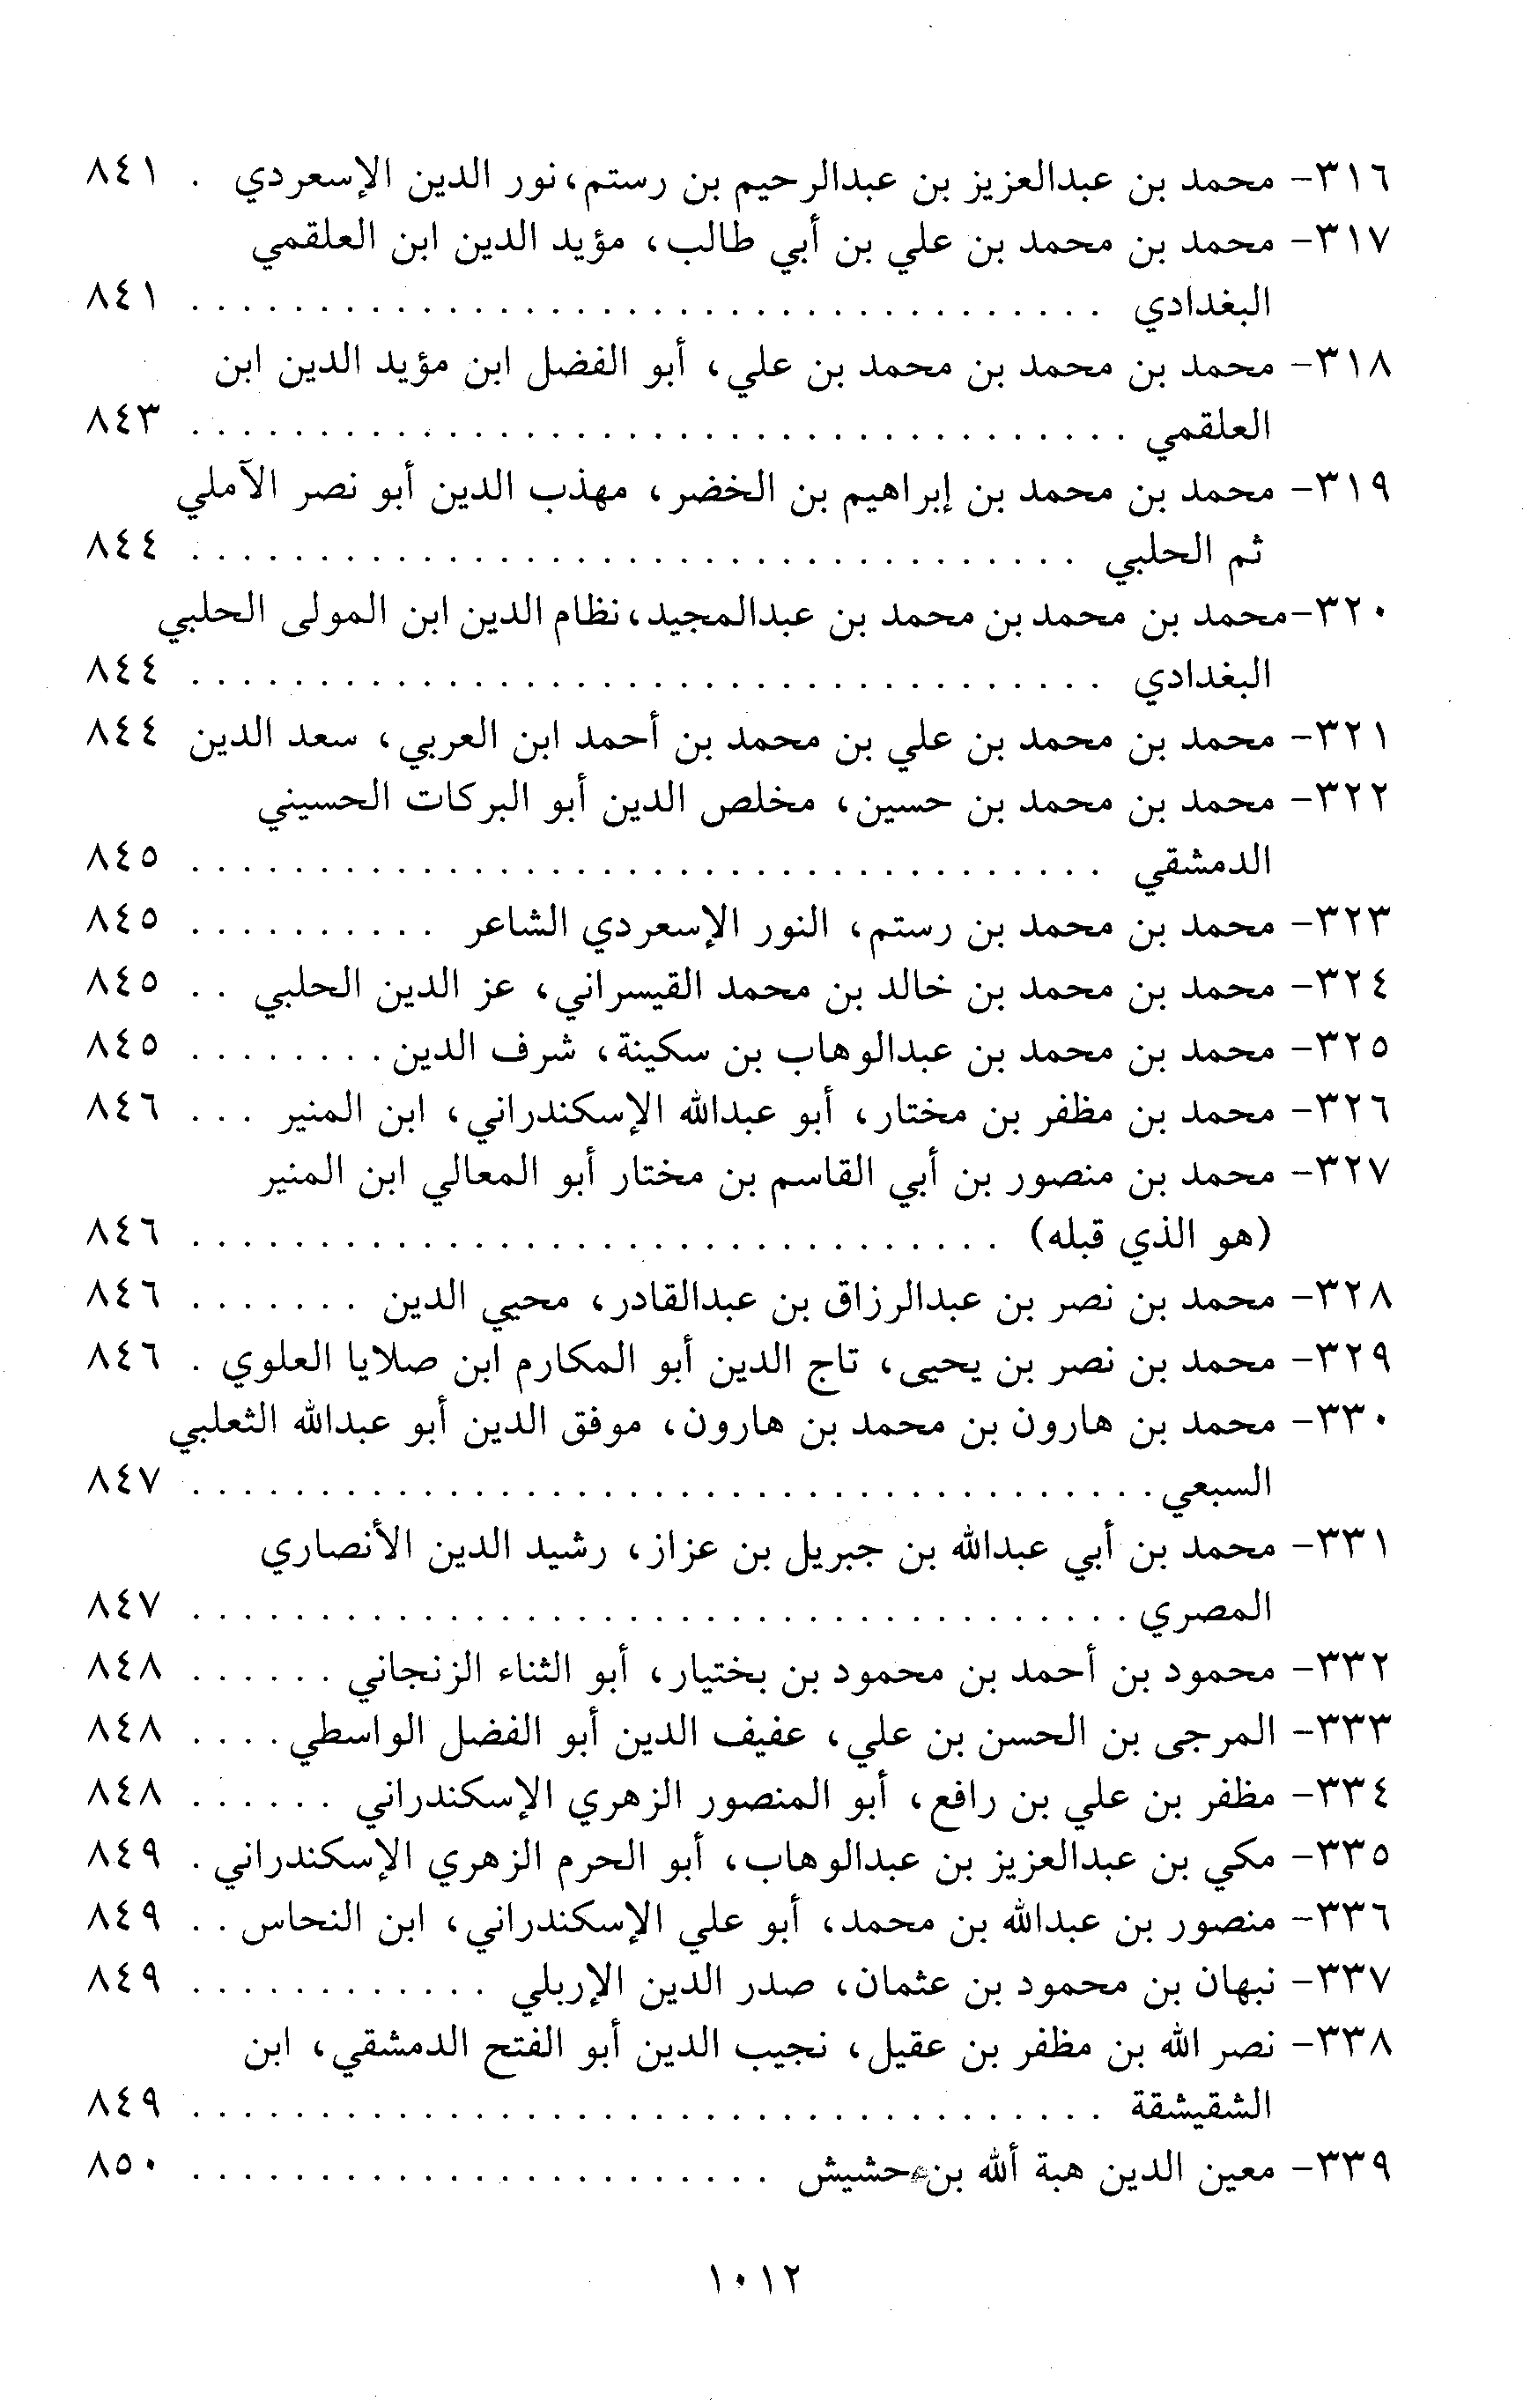 ٣١٦- محمد بن عبدالعزيز بن عبدالرحيم بن رستم، نور الدين الإسعردي . ٨٤١
٣١٧- محمد بن محمد بن علي بن أبي طالب، مؤيد الدين ابن العلقمي
البغدادي . . . . . . . . . . . . . . . . . . . . . . . . . . . . . . . . . . . . ٨٤١
٣١٨- محمد بن محمد بن محمد بن علي، أبو الفضل ابن مؤيد الدين ابن
العلقمي . . . . . . . . . . . . . . . . . . . . . . . . . . . . . . . . . . . . . ٨٤٣
٣١٩- محمد بن محمد بن إبراهيم بن الخضر، مهذب الدين أبو نصر الآملي
ثم الحلبي . . . . . . . . . . . . . . . . . . . . . . . . . . . . . . . . . . . ٨٤٤
٣٢٠- محمد بن محمد بن محمد بن عبدالمجيد، نظام الدين ابن المولى الحلبي
البغدادي . . . . . . . . . . . . . . . . . . . . . . . . . . . . . . . . . . . . ٨٤٤
٣٢١- محمد بن محمد بن علي بن محمد بن أحمد ابن العربي، سعد الدين ٨٤٤
٣٢٢- محمد بن محمد بن حسين، مخلص الدين أبو البركات الحسيني
الدمشقي . . . . . . . . . . . . . . . . . . . . . . . . . . . . . . . . . . . . ٨٤٥
٣٢٣- محمد بن محمد بن رستم، النور الإسعردي الشاعر . . . . . . . . . . ٨٤٥
٣٢٤- محمد بن محمد بن خالد بن محمد القيسراني، عز الدين الحلبي . . ٨٤٥
٣٢٥- محمد بن محمد بن عبدالوهاب بن سكينة، شرف الدين . . . . . . . . ٨٤٥
٣٢٦- محمد بن مظفر بن مختار، أبو عبدالله الإسكندراني، ابن المنير . . . ٨٤٦
٣٢٧- محمد بن منصور بن أبي القاسم بن مختار أبو المعالي ابن المنير
(هو الذي قبله) . . . . . . . . . . . . . . . . . . . . . . . . . . . . . . . . ٨٤٦
٣٢٨- محمد بن نصر بن عبدالرزاق بن عبدالقادر، محيي الدين . . . . . . . ٨٤٦
٣٢٩- محمد بن نصر بن يحيى، تاج الدين أبو المكارم ابن صلايا العلوي . ٨٤٦
٣٣٠- محمد بن هارون بن محمد بن هارون، موفق الدين أبو عبدالله الثعلبي
السبعي . . . . . . . . . . . . . . . . . . . . . . . . . . . . . . . . . . . . . . ٨٤٧
٣٣١- محمد بن أبي عبدالله بن جبريل بن عزاز، رشيد الدين الأنصاري
المصري . . . . . . . . . . . . . . . . . . . . . . . . . . . . . . . . . . . . . ٨٤٧
٣٣٢- محمود بن أحمد بن محمود بن بختيار، أبو الثناء الزنجاني . . . . . . ٨٤٨
٣٣٣- المرجى بن الحسن بن علي، عفيف الدين أبو الفضل الواسطي . . . . ٨٤٨
٣٣٤- مظفر بن علي بن رافع، أبو المنصور الزهري الإسكندراني . . . . . . ٨٤٨
٣٣٥- مكي بن عبدالعزيز بن عبدالوهاب، أبو الحرم الزهري الإسكندراني . ٨٤٩
٣٣٦- منصور بن عبدالله بن محمد، أبو علي الإسكندراني، ابن النحاس . . ٨٤٩
٣٣٧- نبهان بن محمود بن عثمان، صدر الدين الإربلي . . . . . . . . . . . . ٨٤٩
٣٣٨- نصر الله بن مظفر بن عقيل، نجيب الدين أبو الفتح الدمشقي، ابن
الشقيشقة . . . . . . . . . . . . . . . . . . . . . . . . . . . . . . . . . . . . ٨٤٩
٣٣٩- معين الدين هبة ألله بن حشيش . . . . . . . . . . . . . . . . . . . . . . . ٨٥٠
١٠١٢